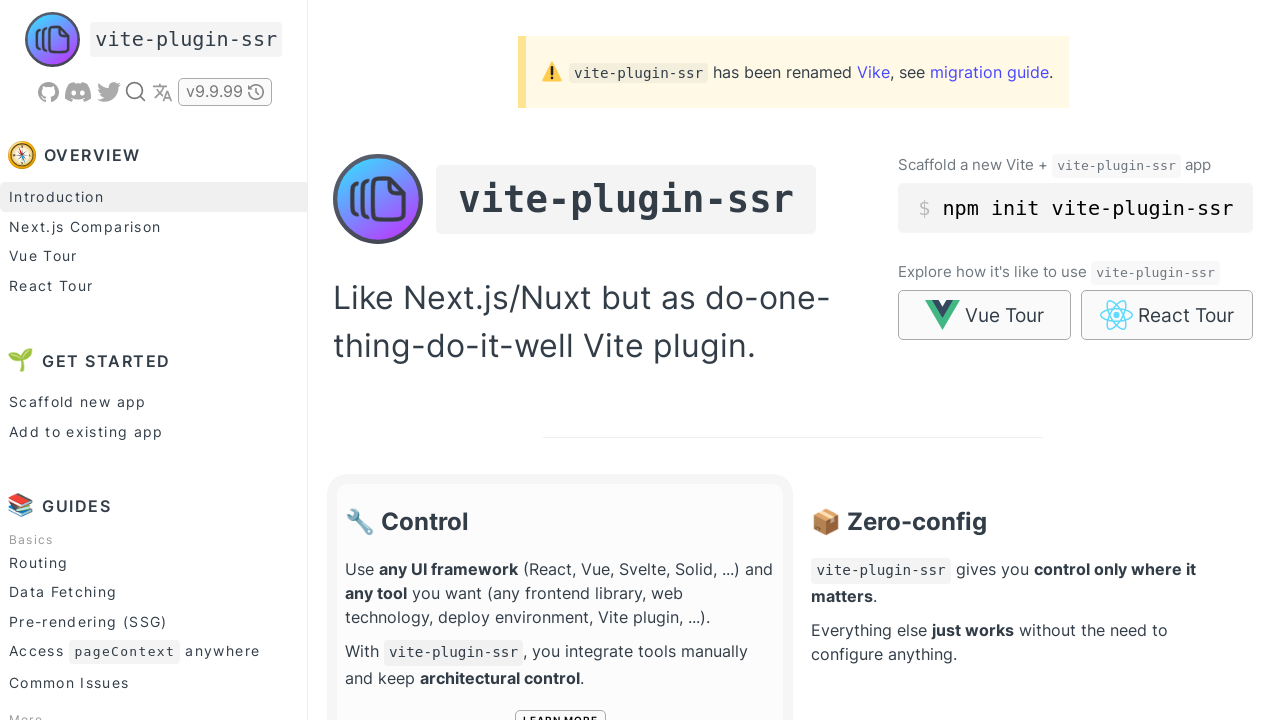 vite-plugin-ssr
v9.9.99
OVERVIEW
Introduction
Next.js Comparison
Vue Tour
React Tour
GET STARTED
Scaffold new app
Add to existing app
GUIDES
Basics
Routing
Data Fetching
Pre-rendering (SSG)
Access pageContext anywhere
Common Issues
More
⚠️ vite-plugin-ssr has been renamed Vike, see migration guide.
vite-plugin-ssr
Like Next.js/Nuxt but as do-one-
thing-do-it-well Vite plugin.
Scaffold a new Vite + vite-plugin-ssr app
$ npm init vite-plugin-ssr
Explore how it's like to use vite-plugin-ssr
Vue Tour
React Tour
🔧 Control
Use any UI framework (React, Vue, Svelte, Solid, ...) and
any tool you want (any frontend library, web
technology, deploy environment, Vite plugin, ...).
With vite-plugin-ssr, you integrate tools manually
and keep architectural control.
LEARN MORE
📦 Zero-config
vite-plugin-ssr gives you control only where it
matters.
Everything else just works without the need to
configure anything.